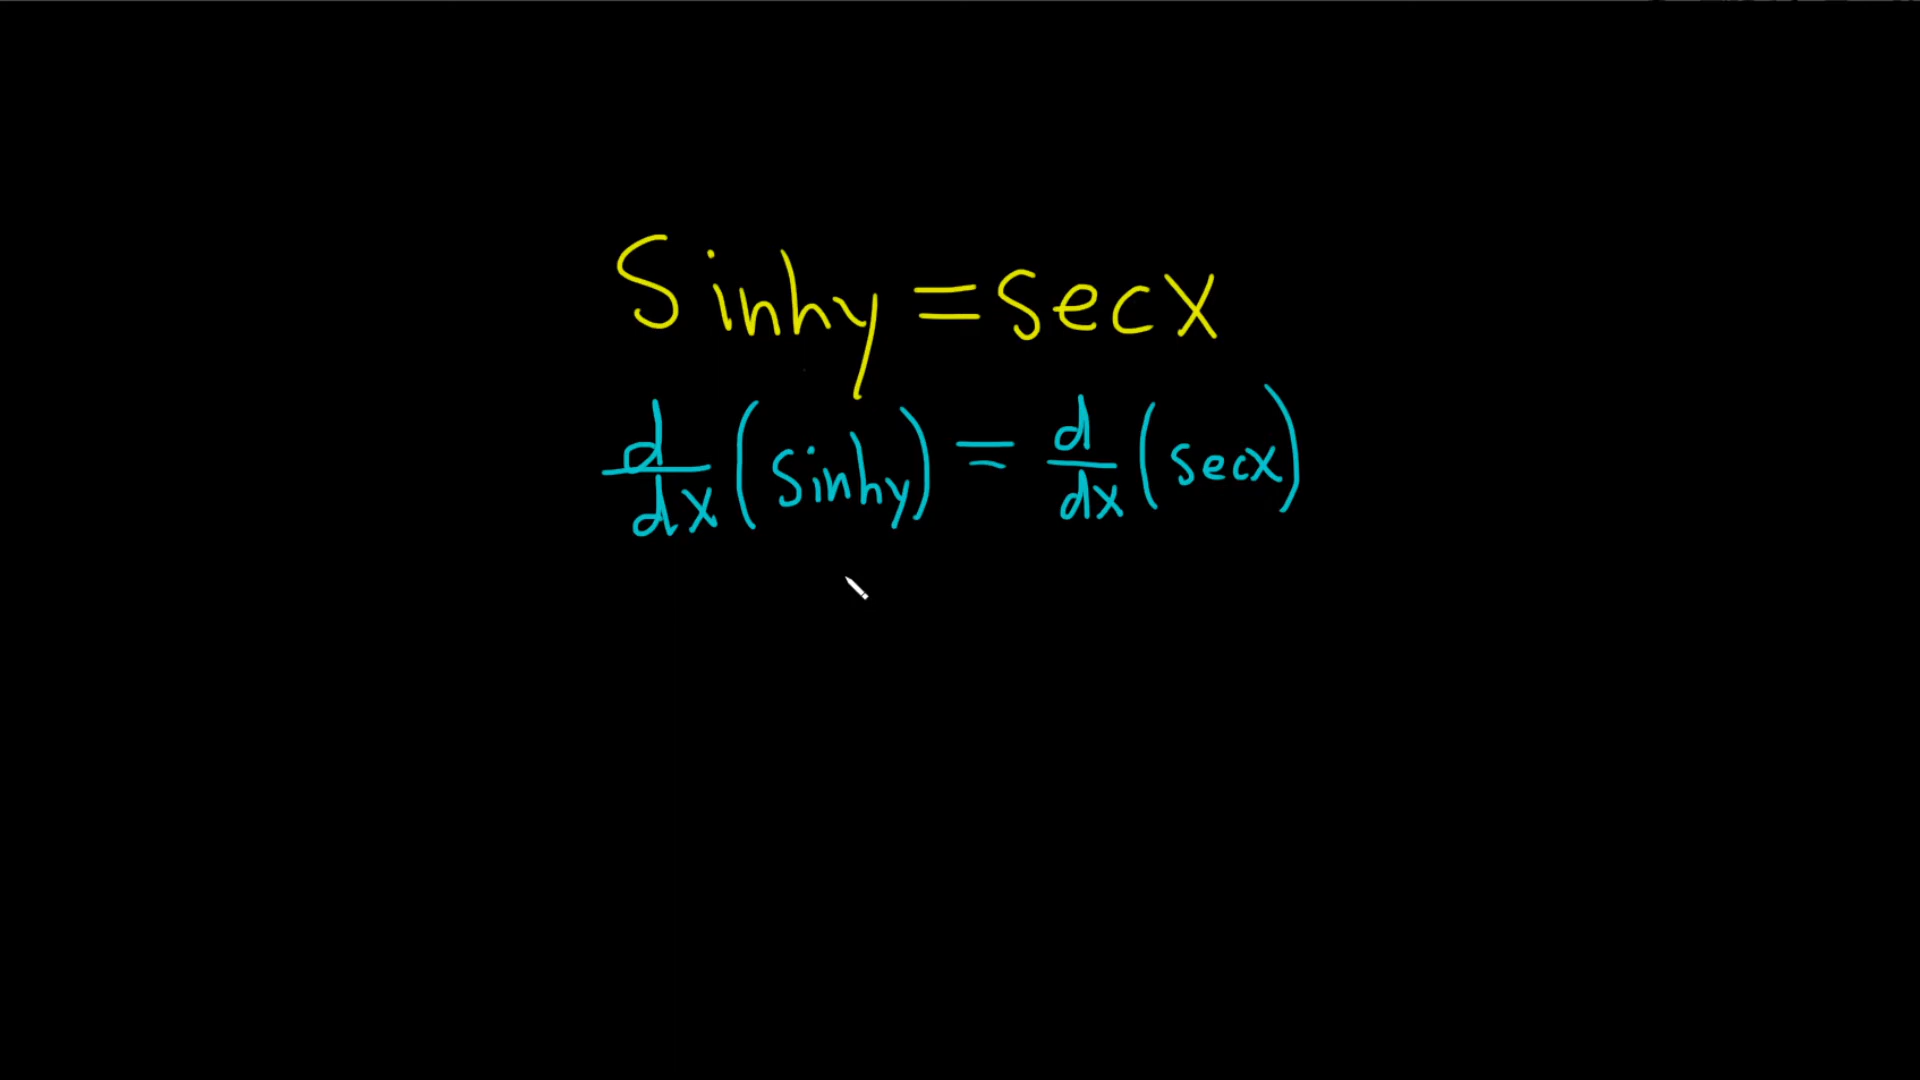 Sinhy = secx
d/dx (sinhy) = d/dx (secx)